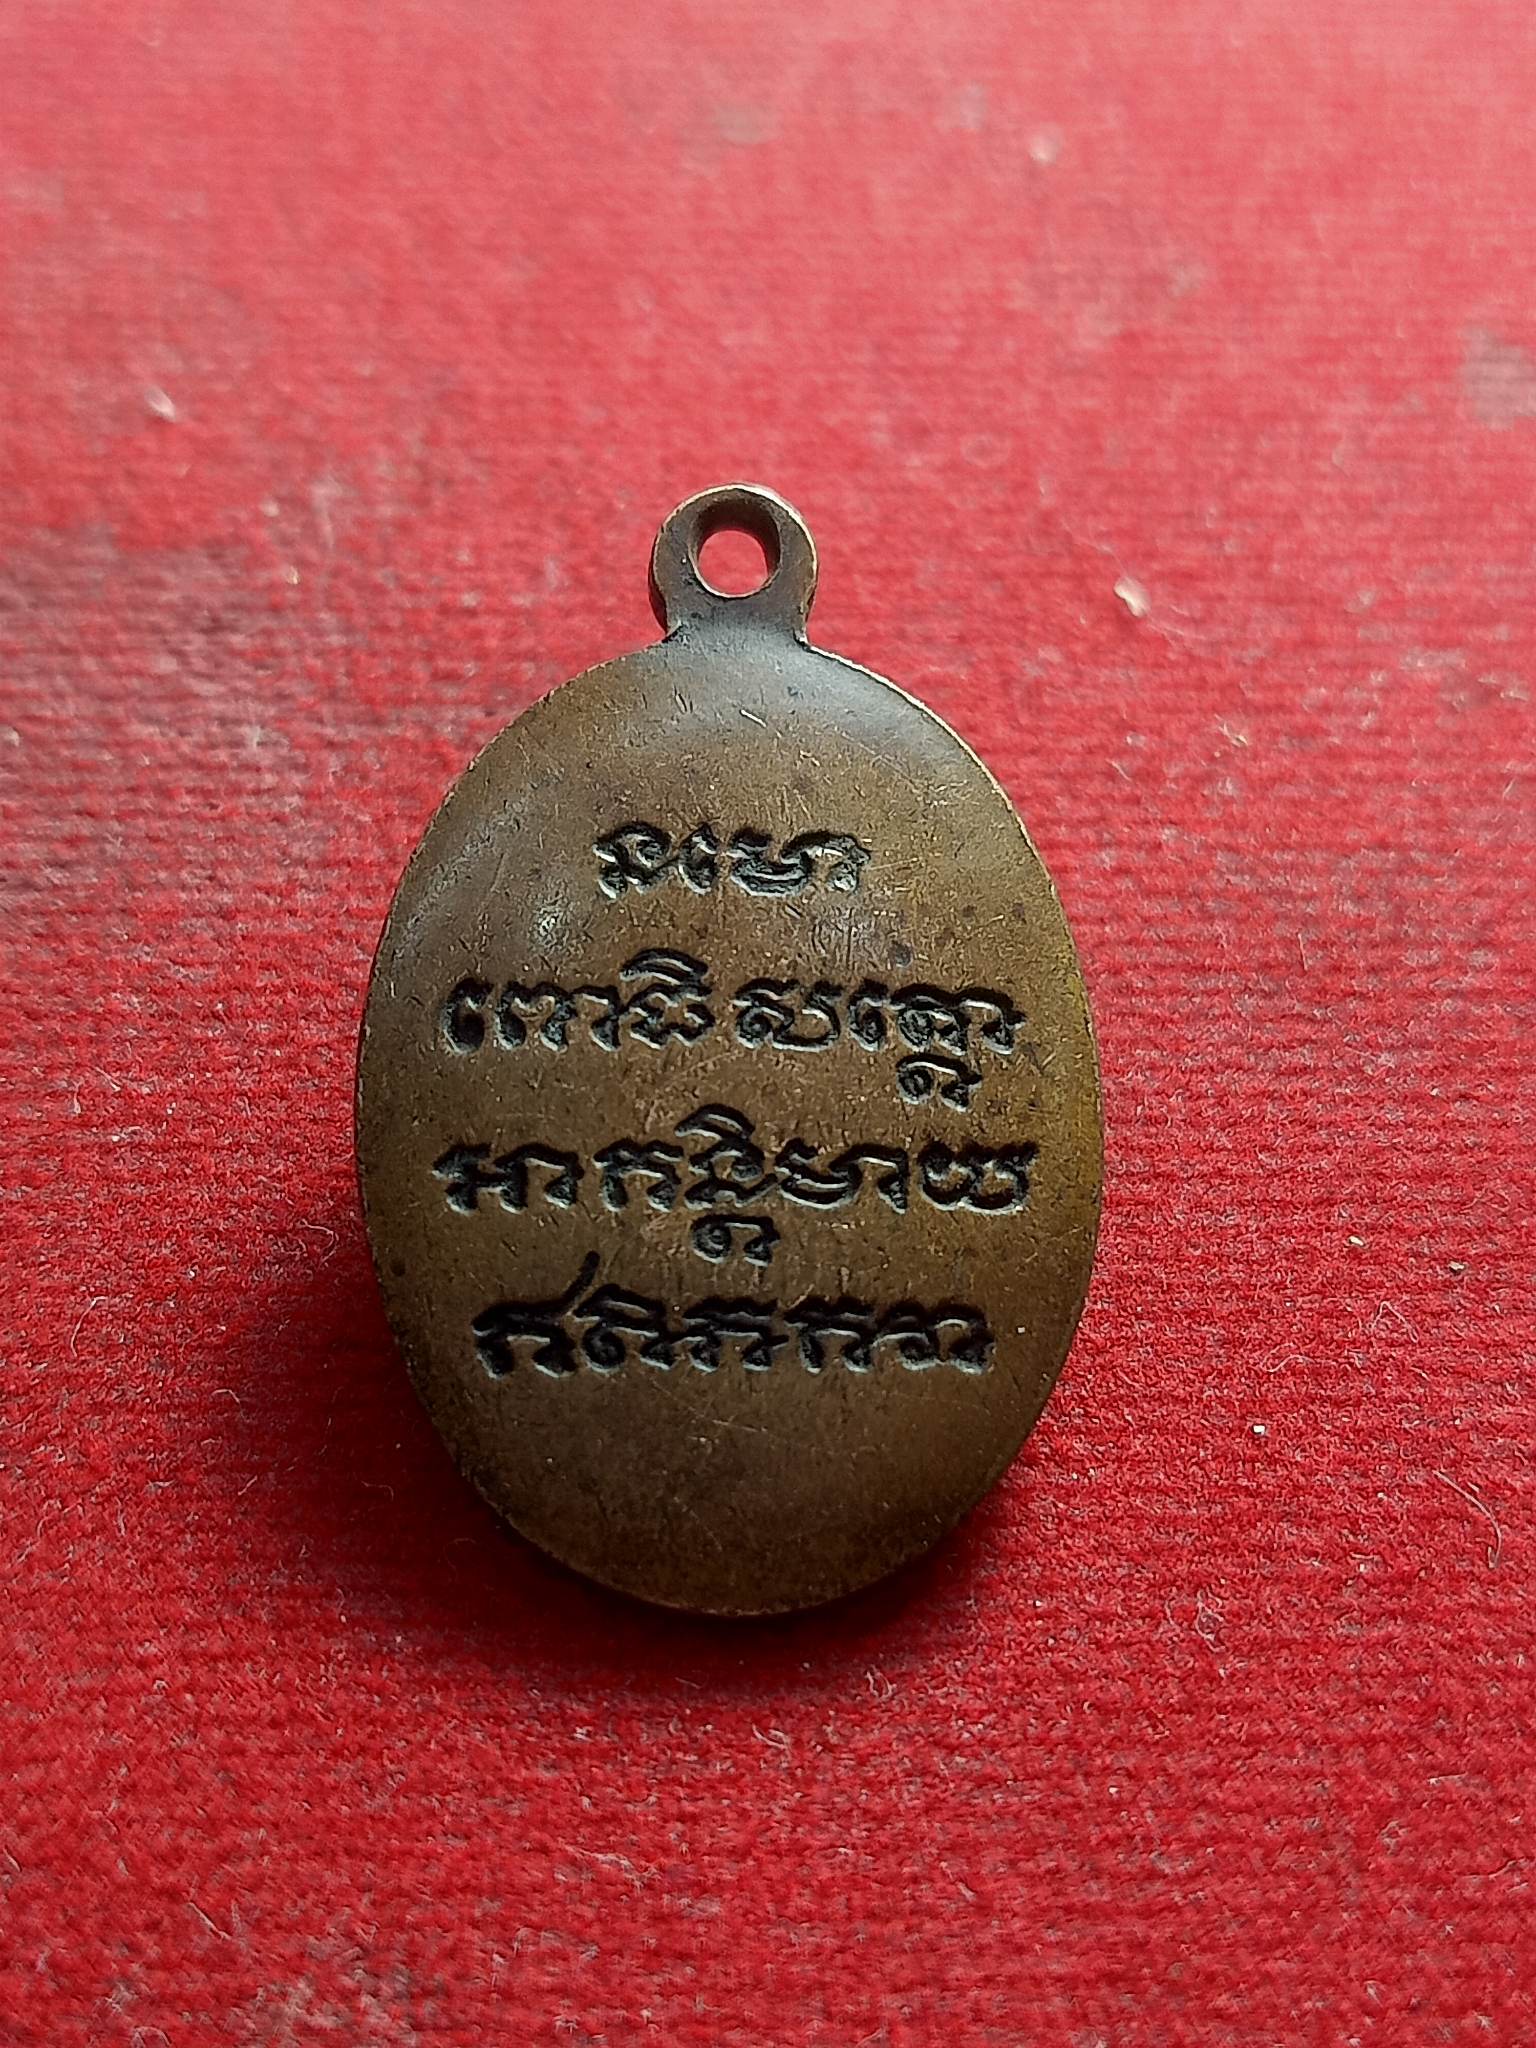 នមោ
ពោធិសត្តោ
អាគន្តិមាយ
ឥតិភគវា